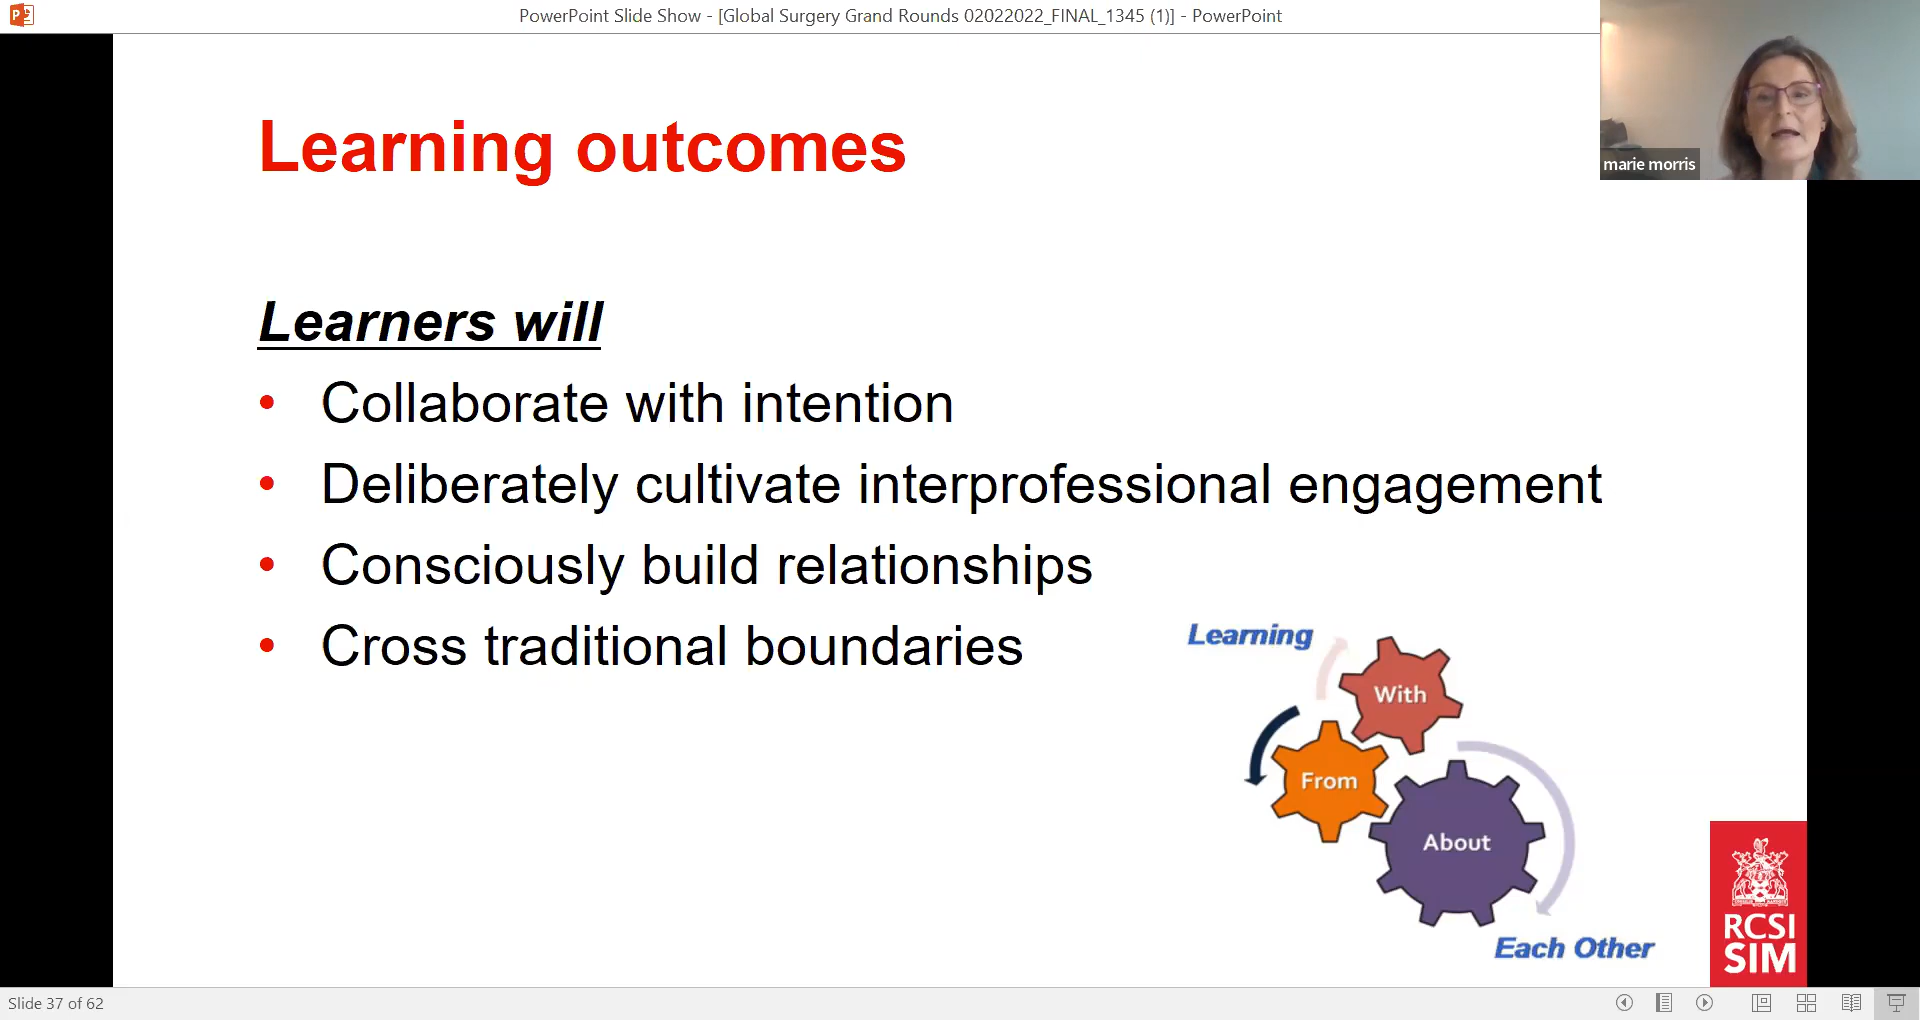 PowerPoint Slide Show - [Global Surgery Grand Rounds 02022022_FINAL_1345 (1)] - PowerPoint
marie morris
Learning outcomes
Learners will
• Collaborate with intention
• Deliberately cultivate interprofessional engagement
• Consciously build relationships
• Cross traditional boundaries
Learning
With
From
About
Each Other
RCSI
SIM
Slide 37 of 62